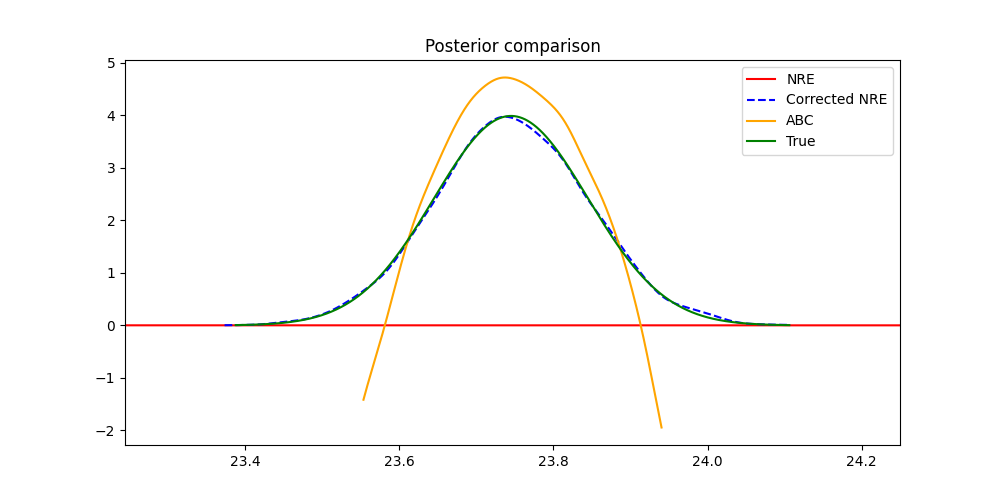 Posterior comparison
5
4
3
2
1
0
−1
−2
NRE
Corrected NRE
ABC
True
23.4
23.6
23.8
24.0
24.2